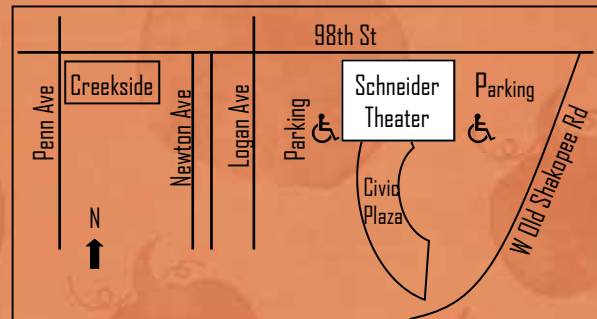 98th St
Penn Ave
Creekside
Newton Ave
Logan Ave
Parking
Schneider
Theater
Parking
Civic
Plaza
W Old Shakopee Rd
N